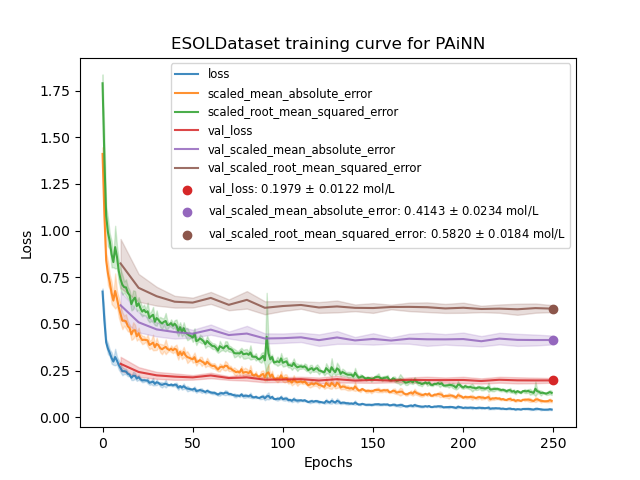 ESOLDataset training curve for PAiNN
loss
scaled_mean_absolute_error
scaled_root_mean_squared_error
val_loss
val_scaled_mean_absolute_error
val_scaled_root_mean_squared_error
val_loss: 0.1979 ± 0.0122 mol/L
val_scaled_mean_absolute_error: 0.4143 ± 0.0234 mol/L
val_scaled_root_mean_squared_error: 0.5820 ± 0.0184 mol/L
Loss
1.75
1.50
1.25
1.00
0.75
0.50
0.25
0.00
0 50 100 150 200 250
Epochs